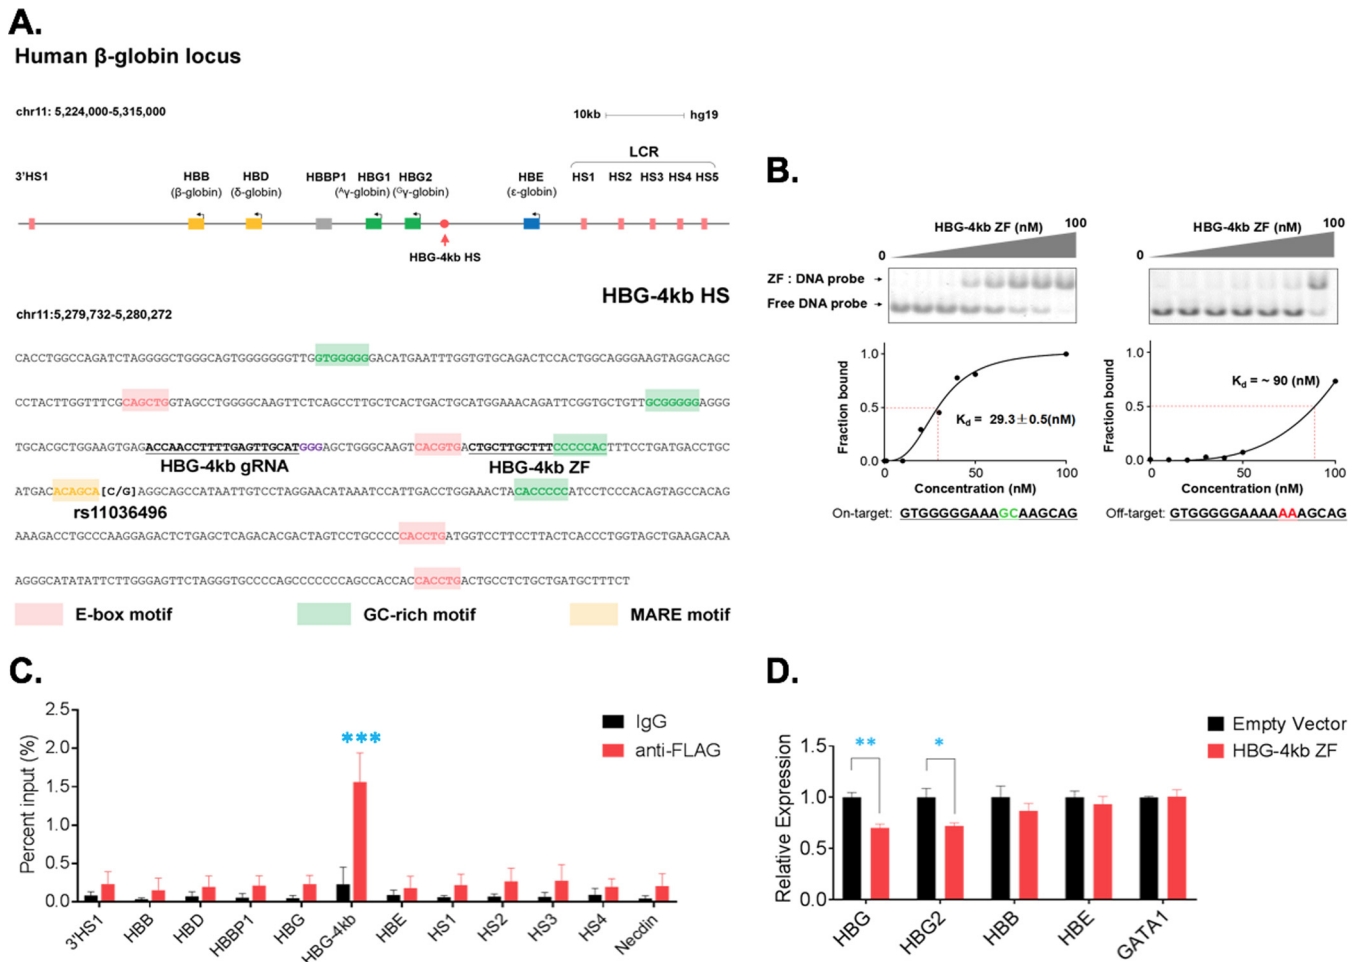 A.
Human β-globin locus
chr11: 5,224,000-5,315,000
10kb hg19
LCR
3'HS1 HBB HBD HBBP1 HBG1 HBG2 HBE HS1 HS2 HS3 HS4 HS5
(β-globin) (δ-globin) (ᴬγ-globin) (ᴳγ-globin) (ε-globin)
HBG-4kb HS
HBG-4kb HS
chr11:5,279,732-5,280,272
CACCTGGCCAGATCTAGGGGCTGGGCAGTGGGGGGGTTGGTGGGGGGACATGAATTTGGTGTGCAGACTCCACTGGCAGGGAAGTAGGACAGC
CCTACTTGGTTTCGCAGCTGGTAGCCTGGGGCAAGTTCTCAGCCTTGCTCACTGACTGCATGGAAACAGATTCGGTGCTGTTGCGGGGGAGGG
TGCACGCTGGAAGTGAGACCAACCTTTTGAGTTGCATGGGAGCTGGGCAAGTCACGTGACTGCTTGCTTTCCCCCACTTTCCTGATGACCTGC
HBG-4kb gRNA HBG-4kb ZF
ATGACACAGCA[C/G]AGGCAGCCATAATTGTCCTAGGAACATAAATCCATTGACCTGGAAACTACACCCCCATCCTCCCACAGTAGCCACAG
rs11036496
AAAGACCTGCCCAAGGAGACTCTGAGCTCAGACACGACTAGTCCTGCCCCCACCTGATGGTCCTTCCTTACTCACCCTGGTAGCTGAAGACAA
AGGGCATATATTCTTGGGAGTTCTAGGGTGCCCCAGCCCCCCCAGCCACCACCACCTGACTGCCTCTGCTGATGCTTTCT
E-box motif GC-rich motif MARE motif
B.
HBG-4kb ZF (nM) 100
0
ZF : DNA probe
Free DNA probe
HBG-4kb ZF (nM) 100
0
Fraction bound
1.0
0.5
0.0
Kd = 29.3±0.5(nM)
0 50 100
Concentration (nM)
On-target: GTGGGGGAAAGCAAGCAG
Fraction bound
1.0
0.5
0.0
Kd = ~ 90 (nM)
0 50 100
Concentration (nM)
Off-target: GTGGGGGAAAAAAAGCAG
C.
Percent input (%)
2.5
2.0
1.5
1.0
0.5
0.0
***
IgG
anti-FLAG
3'HS1 HBB HBD HBBP1 HBG HBG-4kb HBE HS1 HS2 HS3 HS4 Necdin
D.
Relative Expression
1.5
1.0
0.5
0.0
** *
Empty Vector
HBG-4kb ZF
HBG HBG2 HBB HBE GATA1